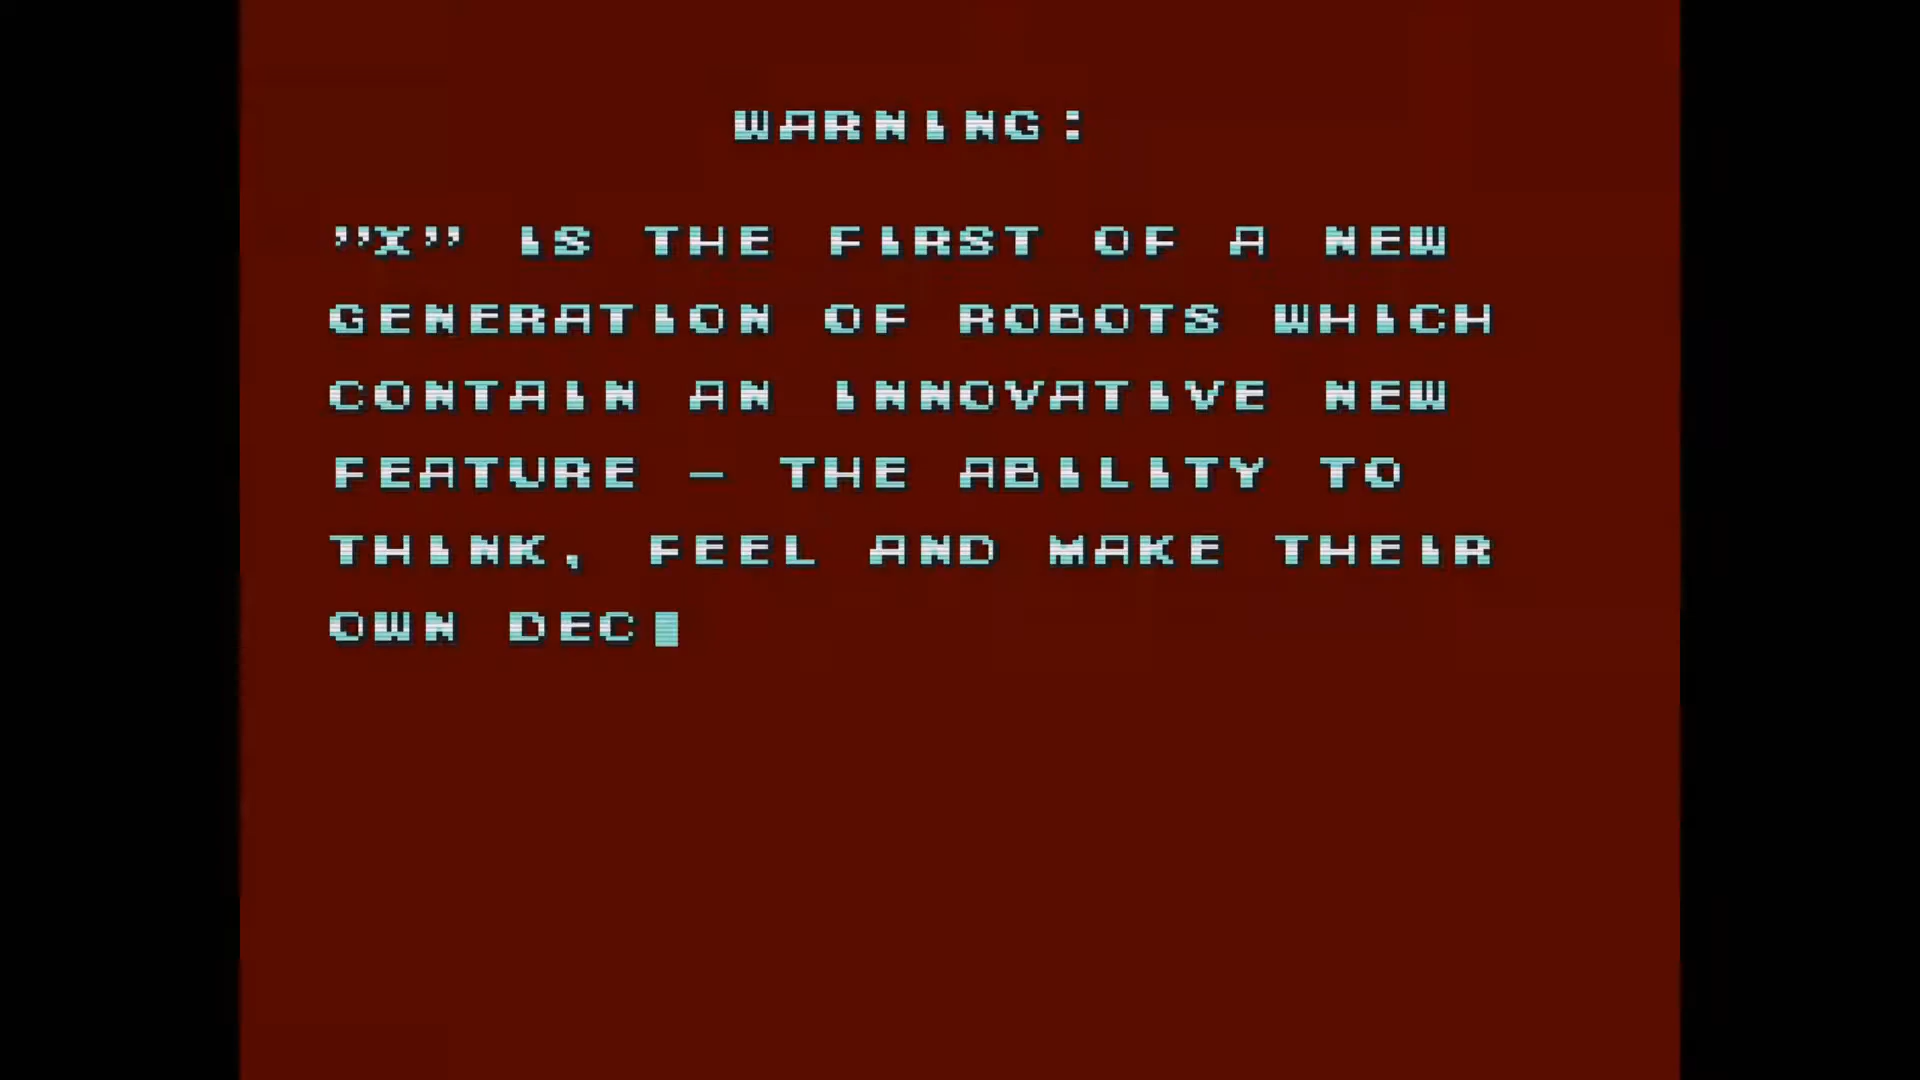 WARNING:
"X" IS THE FIRST OF A NEW
GENERATION OF ROBOTS WHICH
CONTAIN AN INNOVATIVE NEW
FEATURE – THE ABILITY TO
THINK, FEEL AND MAKE THEIR
OWN DEC